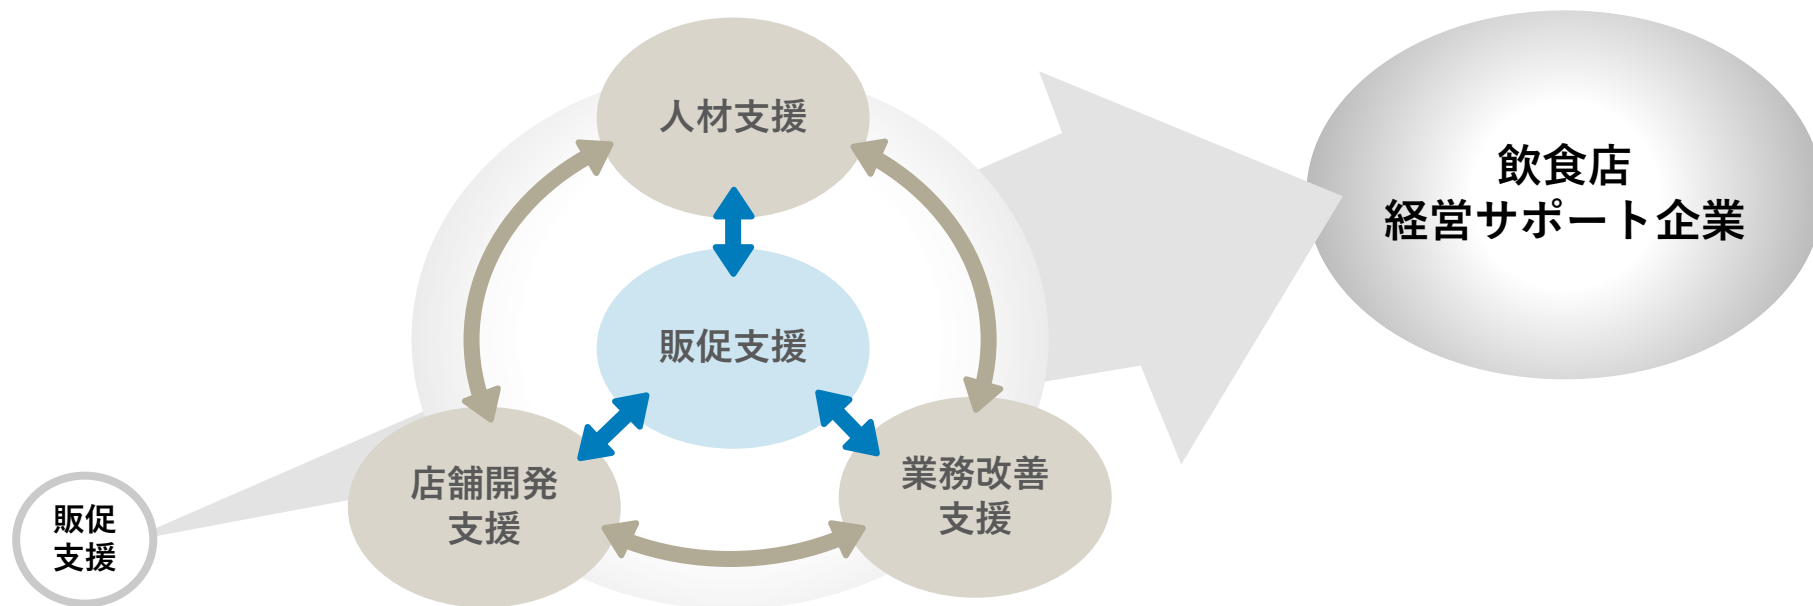 人材支援
飲食店
経営サポート企業
販促支援
店舗開発
支援
業務改善
支援
販促
支援